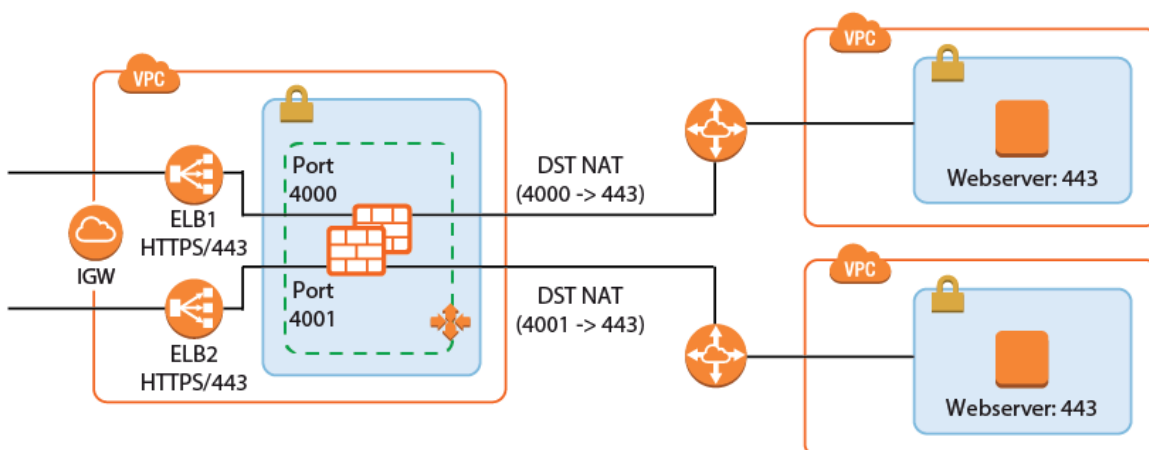 VPC
IGW
ELB1
HTTPS/443
ELB2
HTTPS/443
Port
4000
Port
4001
DST NAT
(4000 -> 443)
DST NAT
(4001 -> 443)
VPC
Webserver: 443
VPC
Webserver: 443